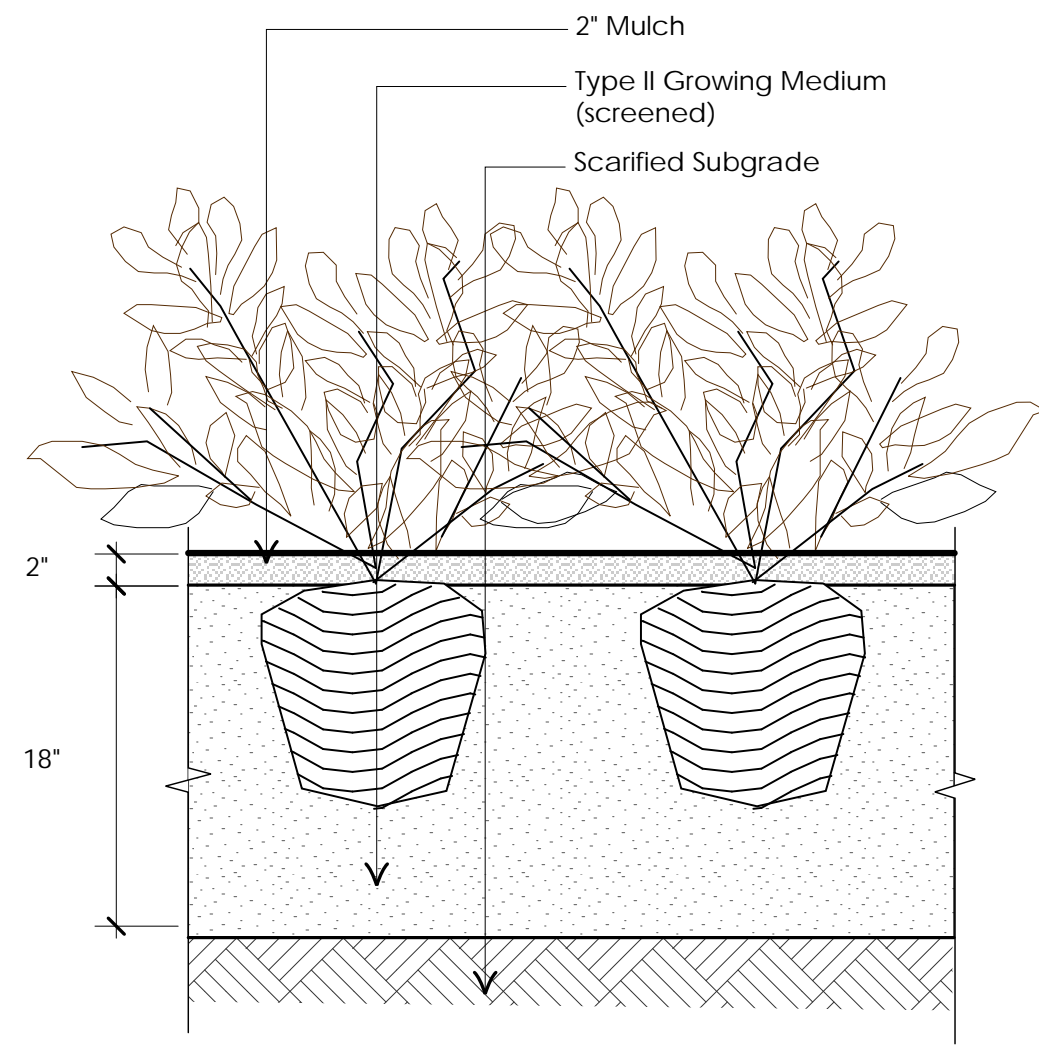 2" Mulch
Type II Growing Medium
(screened)
Scarified Subgrade
2"
18"